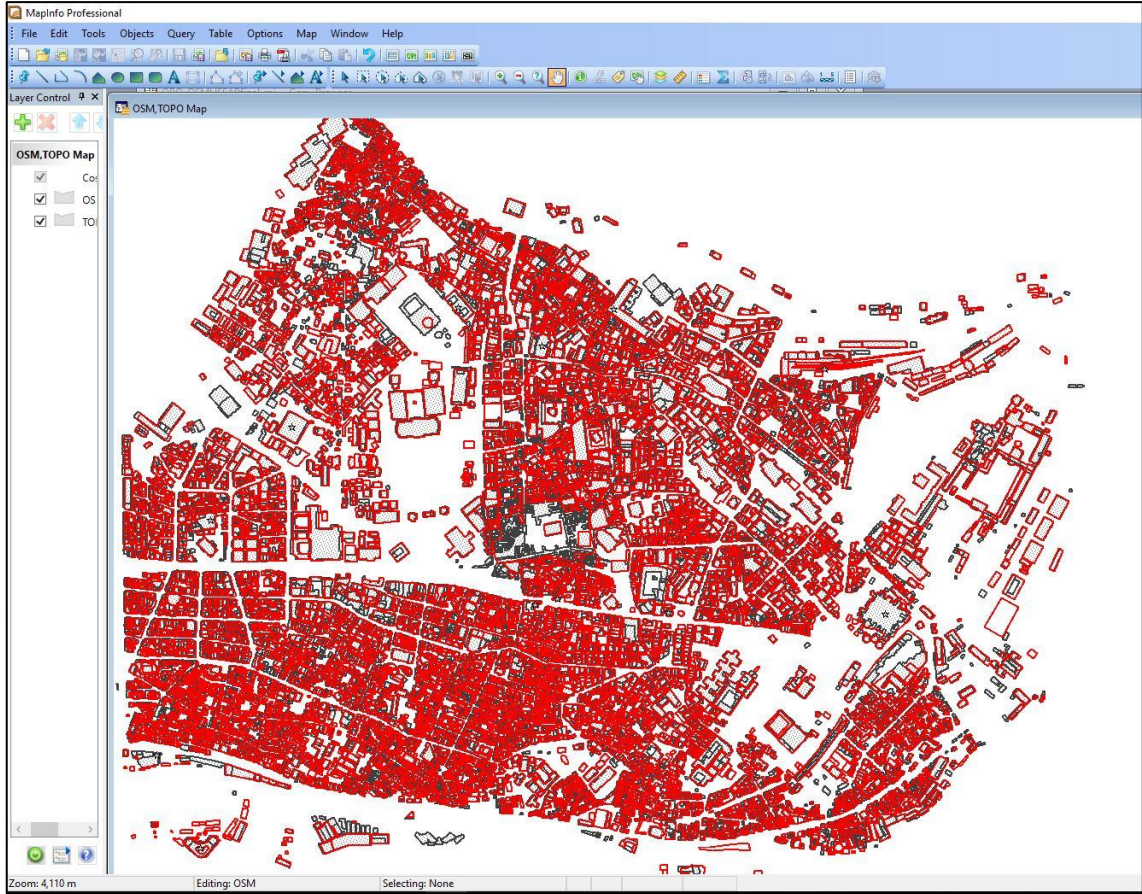 MapInfo Professional
File Edit Tools Objects Query Table Options Map Window Help
Layer Control
OSM,TOPO Map
OSM,TOPO Map
Cos
OS
TO
Zoom: 4,110 m Editing: OSM Selecting: None